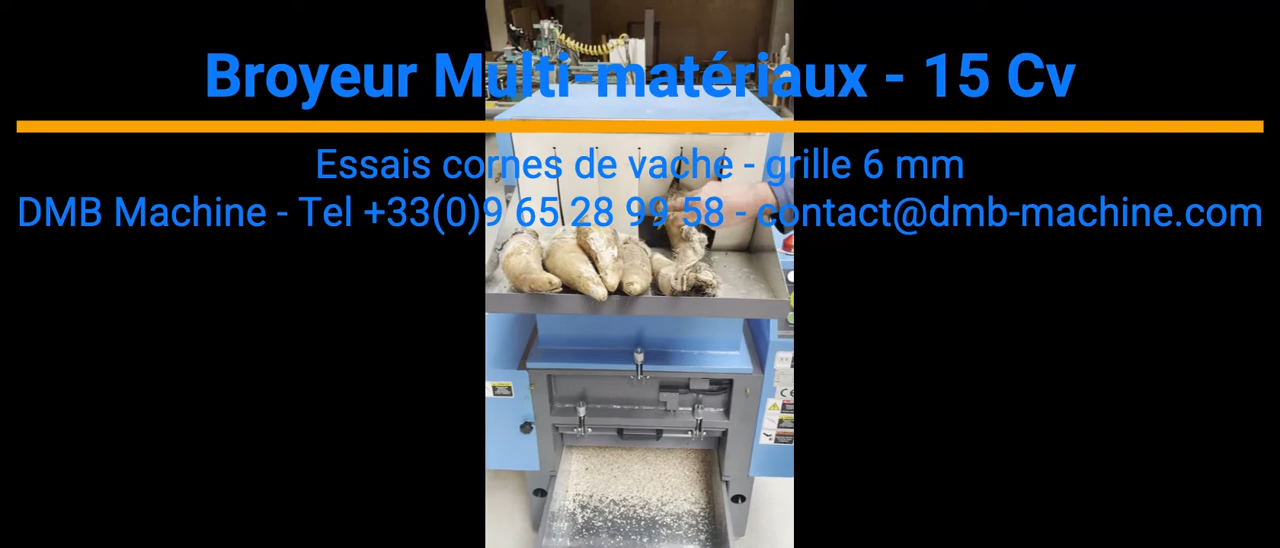 Broyeur Multi-matériaux - 15 Cv
Essais cornes de vache - grille 6 mm
DMB Machine - Tel +33(0)9 65 28 99 58 - contact@dmb-machine.com
CE